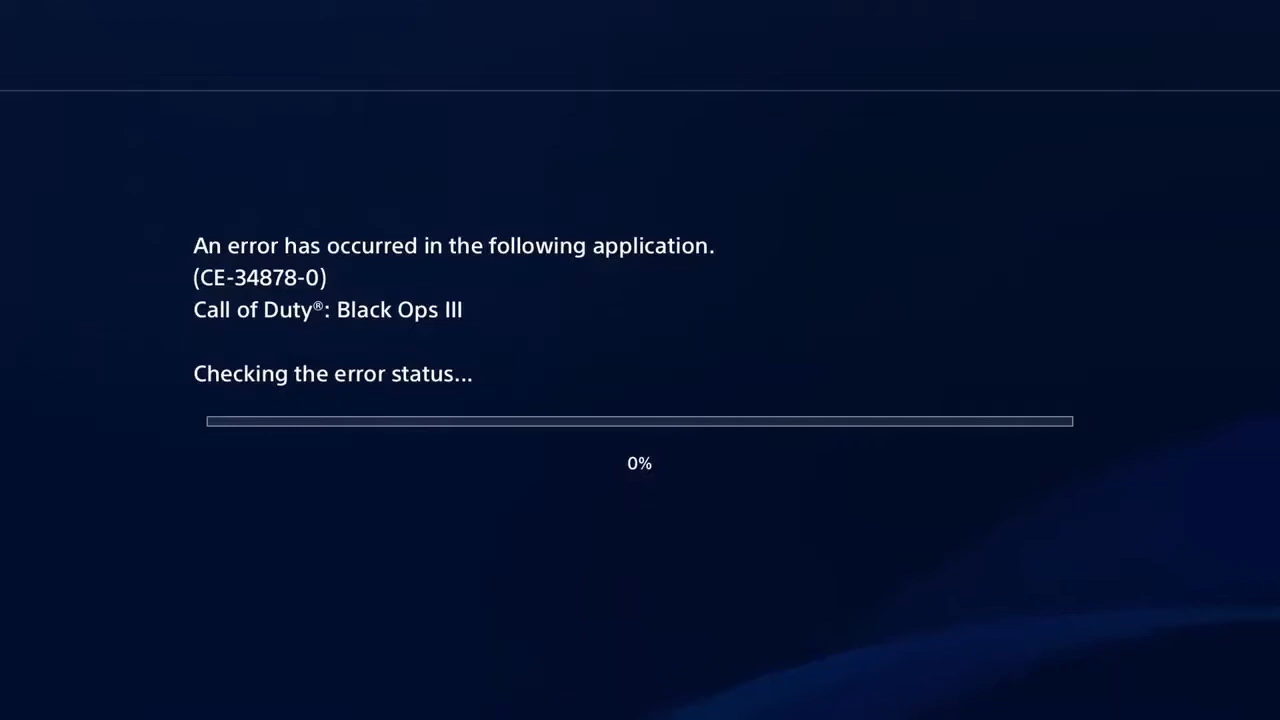 An error has occurred in the following application.
(CE-34878-0)
Call of Duty®: Black Ops III
Checking the error status...
0%